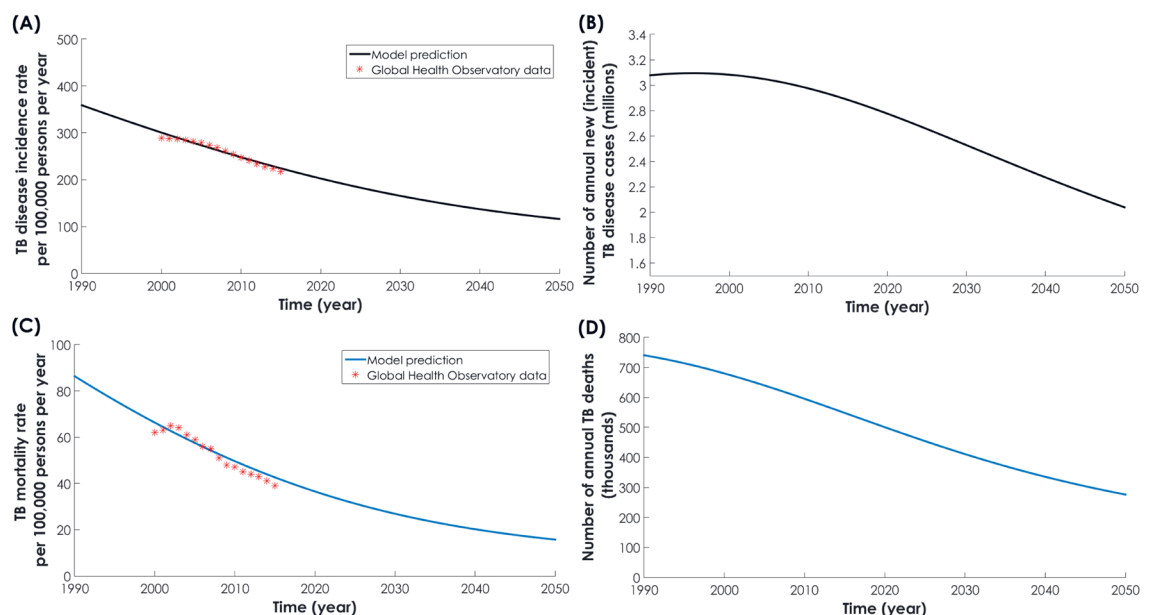 (A)
TB disease incidence rate
per 100,000 persons per year
500
400
300
200
100
0
1990 2000 2010 2020 2030 2040 2050
Time (year)
Model prediction
Global Health Observatory data
(B)
Number of annual new (incident)
TB disease cases (millions)
3.4
3.2
3
2.8
2.6
2.4
2.2
2
1.8
1.6
1990 2000 2010 2020 2030 2040 2050
Time (year)
(C)
TB mortality rate
per 100,000 persons per year
100
80
60
40
20
0
1990 2000 2010 2020 2030 2040 2050
Time (year)
Model prediction
Global Health Observatory data
(D)
Number of annual TB deaths
(thousands)
800
700
600
500
400
300
200
100
0
1990 2000 2010 2020 2030 2040 2050
Time (year)